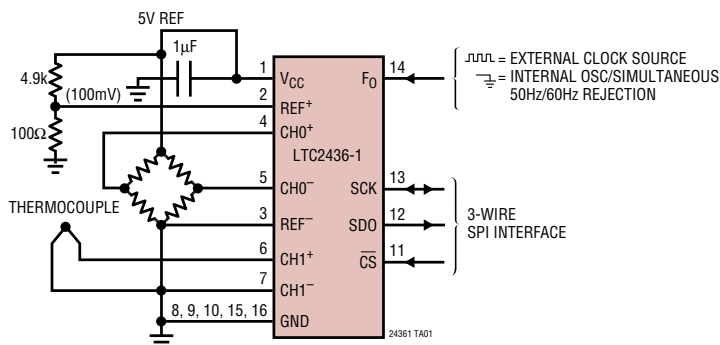 5V REF
1µF
4.9k
(100mV)
100Ω
THERMOCOUPLE
1
VCC
2
REF+
4
CH0+
LTC2436-1
5
CH0–
3
REF–
6
CH1+
7
CH1–
8, 9, 10, 15, 16
GND
14
FO
13
SCK
12
SDO
11
CS
= EXTERNAL CLOCK SOURCE
= INTERNAL OSC/SIMULTANEOUS
50Hz/60Hz REJECTION
3-WIRE
SPI INTERFACE
24361 TA01